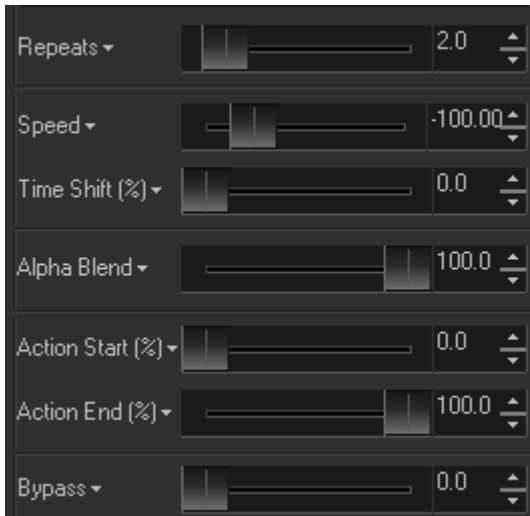 Repeats 2.0
Speed -100.00
Time Shift (%) 0.0
Alpha Blend 100.0
Action Start (%) 0.0
Action End (%) 100.0
Bypass 0.0